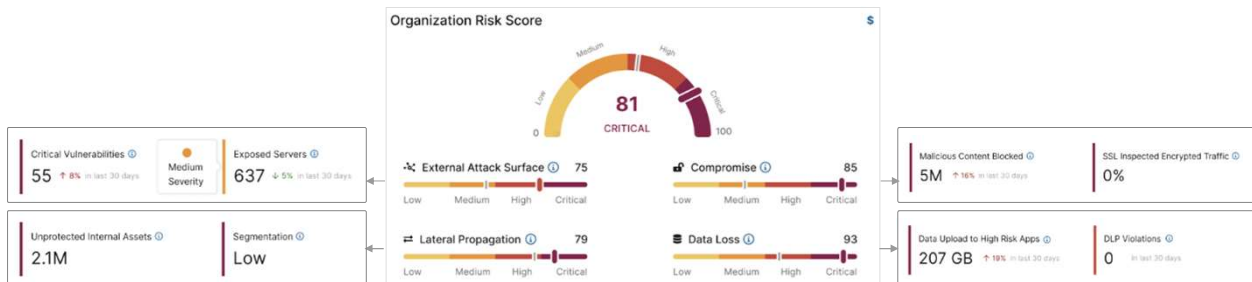 Organization Risk Score
$
Low
Medium
High
Critical
0
100
81
CRITICAL
External Attack Surface 75
Low Medium High Critical
Compromise 85
Low Medium High Critical
Lateral Propagation 79
Low Medium High Critical
Data Loss 93
Low Medium High Critical
Critical Vulnerabilities
55 ↑ 8% in last 30 days
Medium
Severity
Exposed Servers
637 ↓ 5% in last 30 days
Unprotected Internal Assets
2.1M
Segmentation
Low
Malicious Content Blocked
5M ↑ 16% in last 30 days
SSL Inspected Encrypted Traffic
0%
Data Upload to High Risk Apps
207 GB ↑ 19% in last 30 days
DLP Violations
0 in last 30 days